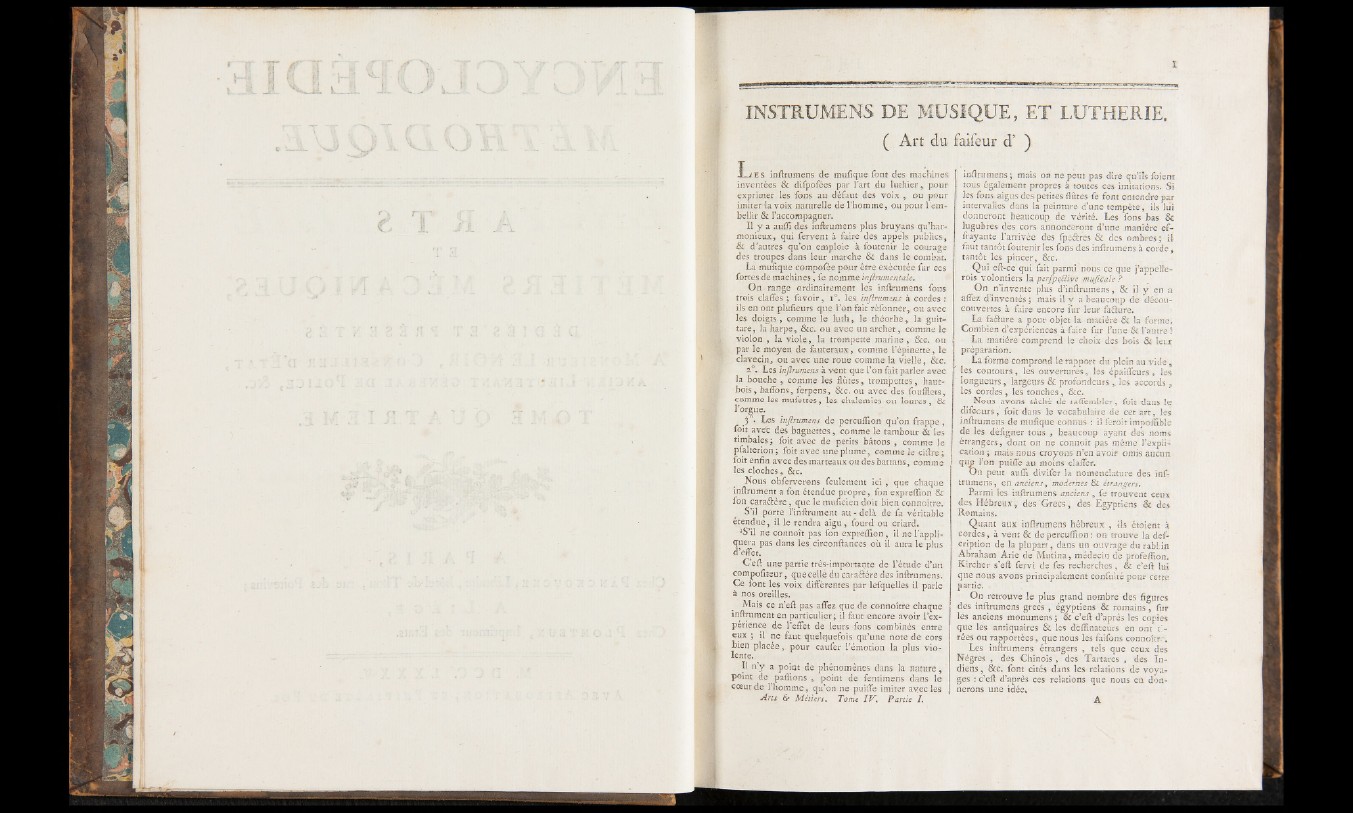 I
INSTRUMENS DE MUSIQUE, ET LUTHERIE.
( Art du faiſeur d' )
LES inſtrumens de muſique ſont des machines
inventées & diſpoſées par l'art du luthier, pour
exprimer les ſons au défaut des voix, ou pour
imiter la voix naturelle de l'homme, ou pour l'em-
bellir & l'accompagner.
Il y a auſſi des inſtrumens plus bruyans qu'har-
monieux, qui ſervent à faire des appels publics,
& d'autres qu'on emploie à ſoutenir le courage
des troupes dans leur marche & dans le combat.
La muſique compoſée pour être exécutée ſur ces
ſortes de machines, ſe nomme inſtrumentale.
On range ordinairement les inſtrumens ſous
trois claſſes; ſavoir, 1°. les inſtrumens à cordes :
ils en ont pluſieurs que l'on fait réſonner, ou avec
les doigts, comme le luth, le théorbe, la guit-
tare, la harpe, &c. ou avec un archet, comme le
violon, la viole, la trompette marine, &c. ou
par le moyen de ſautereaux, comme l'épinette, le
clavecin, ou avec une roue comme la vielle, &c.
2°. Les inſtrumens à vent que l'on fait parler avec
la bouche, comme les flûtes, trompettes, haut-
bois, baſſons, ſerpens, &c. ou avec des ſoufflets,
comme les muſettes, les chalemies ou loures, &
l'orgue.
3°. Les inſtrumens de percuſſion qu'on frappe,
ſoit avec des baguettes, comme le tambour & les
timbales; ſoit avec de petits bâtons, comme le
pſalterion; ſoit avec une plume, comme le ciſtre;
ſoit enfin avec des marteaux ou des battans, comme
les cloches, &c.
Nous obſerverons ſeulement ici, que chaque
inſtrument a ſon étendue propre, ſon expreſſion &
ſon caractère, que le muſicien doit bien connoître.
S'il porte l'inſtrument au-delà de ſa véritable
étendue, il le rendra aigu, ſourd ou criard.
S'il ne connoît pas ſon expreſſion, il ne l'appli-
quera pas dans les circonſtances où il aura le plus
d'effet.
C'eſt une partie très-importante de l'étude d'un
compoſiteur, que celle du caractère des inſtrumens.
Ce ſont les voix différentes par leſquelles il parle
à nos oreilles.
Mais ce n'eſt pas aſſez que de connoître chaque
inſtrument en particulier; il faut encore avoir l'ex-
périence de l'effet de leurs ſons combinés entre
eux ; il ne faut quelquefois qu'une note de cors
bien placée, pour cauſer l'émotion la plus vio-
lente.
Il n'y a point de phénomènes dans la nature,
point de paſſions, point de ſentimens dans le
cœur de l'homme, qu'on ne puiſſe imiter avec les
Arts & Métiers. Tome IV. Partie I.
inſtrumens; mais on ne peut pas dire qu'ils ſoient
tous également propres à toutes ces imitations. Si
les ſons aigus des petites flûtes ſe font entendre par
intervalles dans la peinture d'une tempête, ils lui
donneront beaucoup de vérité. Les ſons bas &
lugubres des cors annonceront d'une manière ef-
frayante l'arrivée des ſpectres & des ombres; il
faut tantôt ſoutenir les ſons des inſtrumens à corde,
tantôt les pincer, &c.
Qui eſt-ce qui fait parmi nous ce que j'appelle-
rois volontiers la perſpective muſicale ?
On n'invente plus d'inſtrumens, & il y en a
aſſez d'inventés; mais il y a beaucoup de décou-
couvertes à faire encore ſur leur facture.
La facture a pour objet la matière & la forme.
Combien d'expériences à faire ſur l'une & l'autre !
La matière comprend le choix des bois & leur
préparation.
La forme comprend le rapport du plein au vide,
les contours, les ouvertures, les épaiſſeurs, les
longueurs, largeurs & profondeurs, les accords,
les cordes, les touches, &c.
Nous avons tâché de raſſembler, ſoit dans le
diſcours, ſoit dans le vocabulaire de cet art, les
inſtrumens de muſique connus : il ſeroit impoſſible
de les déſigner tous, beaucoup ayant des noms
étrangers, dont on ne connoît pas même l'expli-
cation; mais nous croyons n'en avoir omis aucun
que l'on puiſſe au moins claſſer.
On peut auſſi diviſer la nomenclature des inſ-
trumens, en anciens, modernes & étrangers.
Parmi les inſtrumens anciens, ſe trouvent ceux
des Hébreux, des Grecs, des Egyptiens & des
Romains.
Quant aux inſtrumens hébreux, ils étoient à
cordes, à vent & de percuſſion : on trouve la deſ-
cription de la plupart, dans un ouvrage du rabbin
Abraham Arie de Mutina, médecin de profeſſion.
Kircher s'eſt ſervi de ſes recherches, & c'eſt lui
que nous avons principalement conſulté pour cette
partie.
On retrouve le plus grand nombre des figures
des inſtrumens grecs, égyptiens & romains, ſur
les anciens monumens ; & c'eſt d'après les copies
que les antiquaires & les deſſinateurs en ont ti-
rées ou rapportées, que nous les faiſons connoître.
Les inſtrumens étrangers, tels que ceux des
Nègres, des Chinois, des Tartares, des In-
diens, &c. ſont cités dans les relations de voya-
ges : c'eſt d'après ces relations que nous en don-
nerons une idée.
A